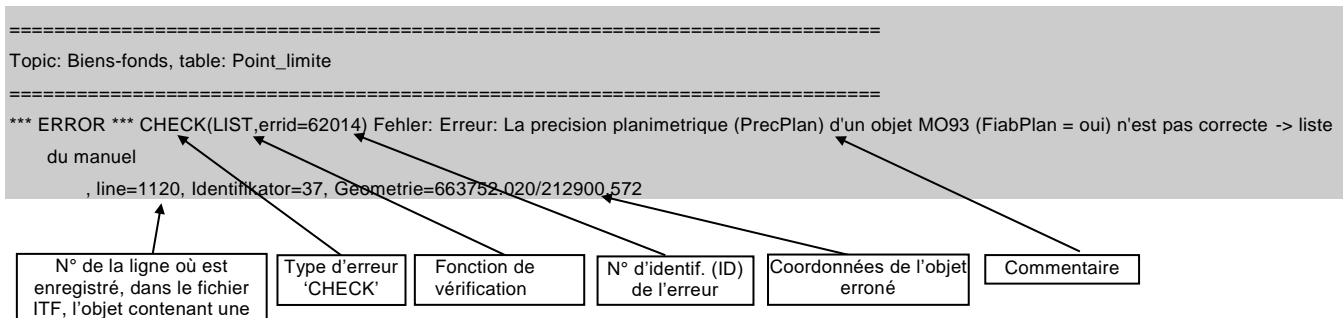 ================================================================================
Topic: Biens-fonds, table: Point_limite
================================================================================
*** ERROR *** CHECK(LIST,errid=62014) Fehler: Erreur: La precision planimetrique (PrecPlan) d'un objet MO93 (FiabPlan = oui) n'est pas correcte -> liste
du manuel
, line=1120, Identifikator=37, Geometrie=663752.020/212900.572
N° de la ligne où est
enregistré, dans le fichier
ITF, l'objet contenant une
Type d'erreur
'CHECK'
Fonction de
vérification
N° d'identif. (ID)
de l'erreur
Coordonnées de l'objet
erroné
Commentaire